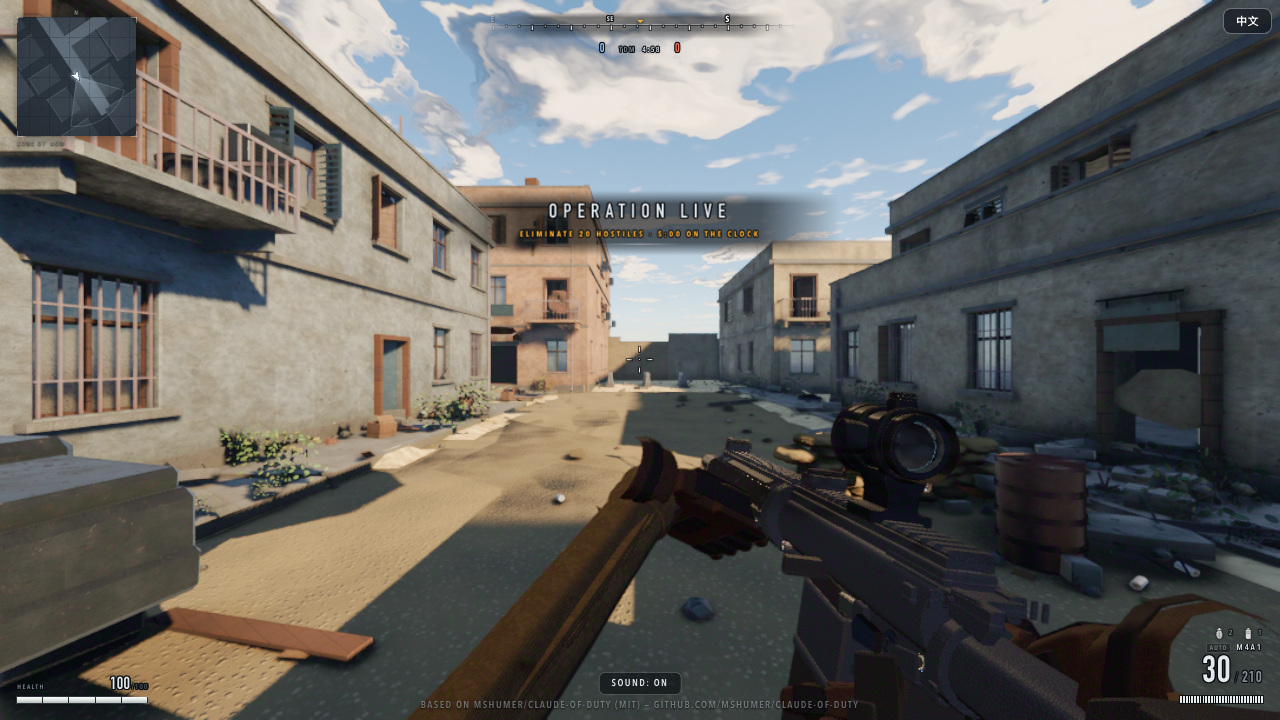 N
E SE S
0 TDM 4:58 0
中文
OPERATION LIVE
ELIMINATE 20 HOSTILES · 5:00 ON THE CLOCK
HEALTH 100
SOUND: ON
2 1
AUTO M4A1
30 / 210
BASED ON MSHUMER/CLAUDE-OF-DUTY (MIT) – GITHUB.COM/MSHUMER/CLAUDE-OF-DUTY